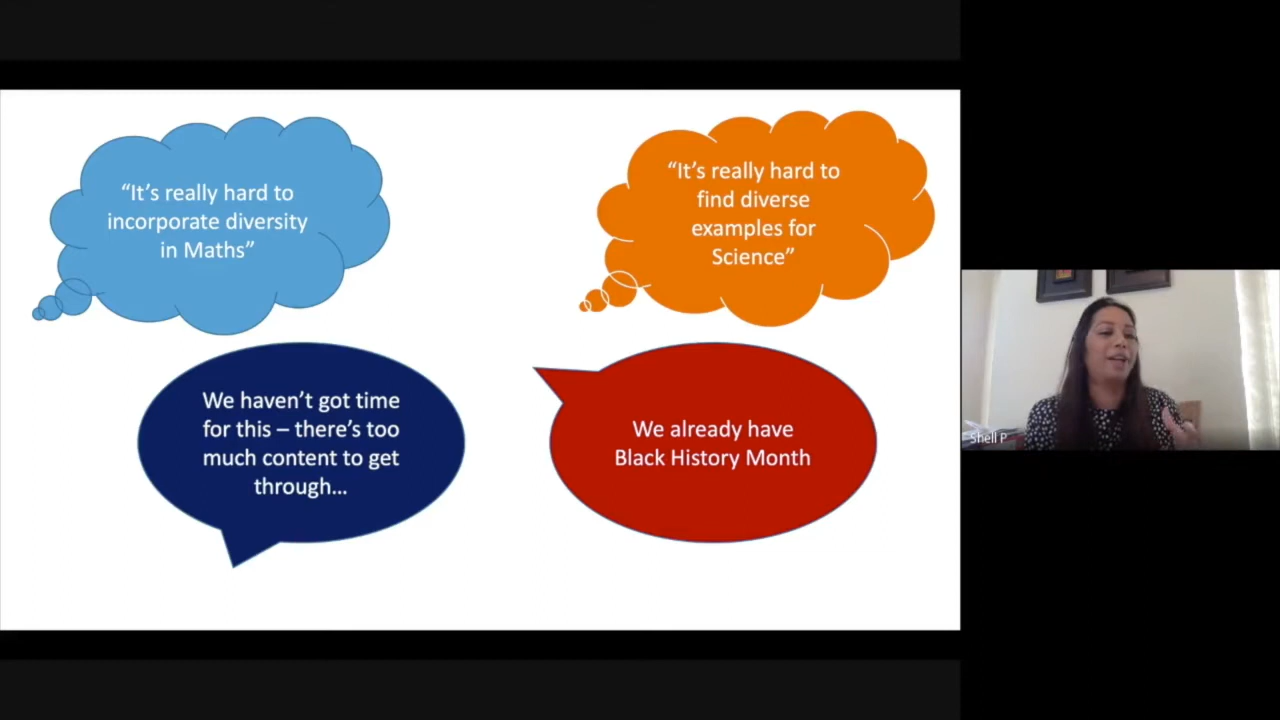 “It’s really hard to
incorporate diversity
in Maths”
“It’s really hard to
find diverse
examples for
Science”
We haven’t got time
for this – there’s too
much content to get
through…
We already have
Black History Month
Shell P